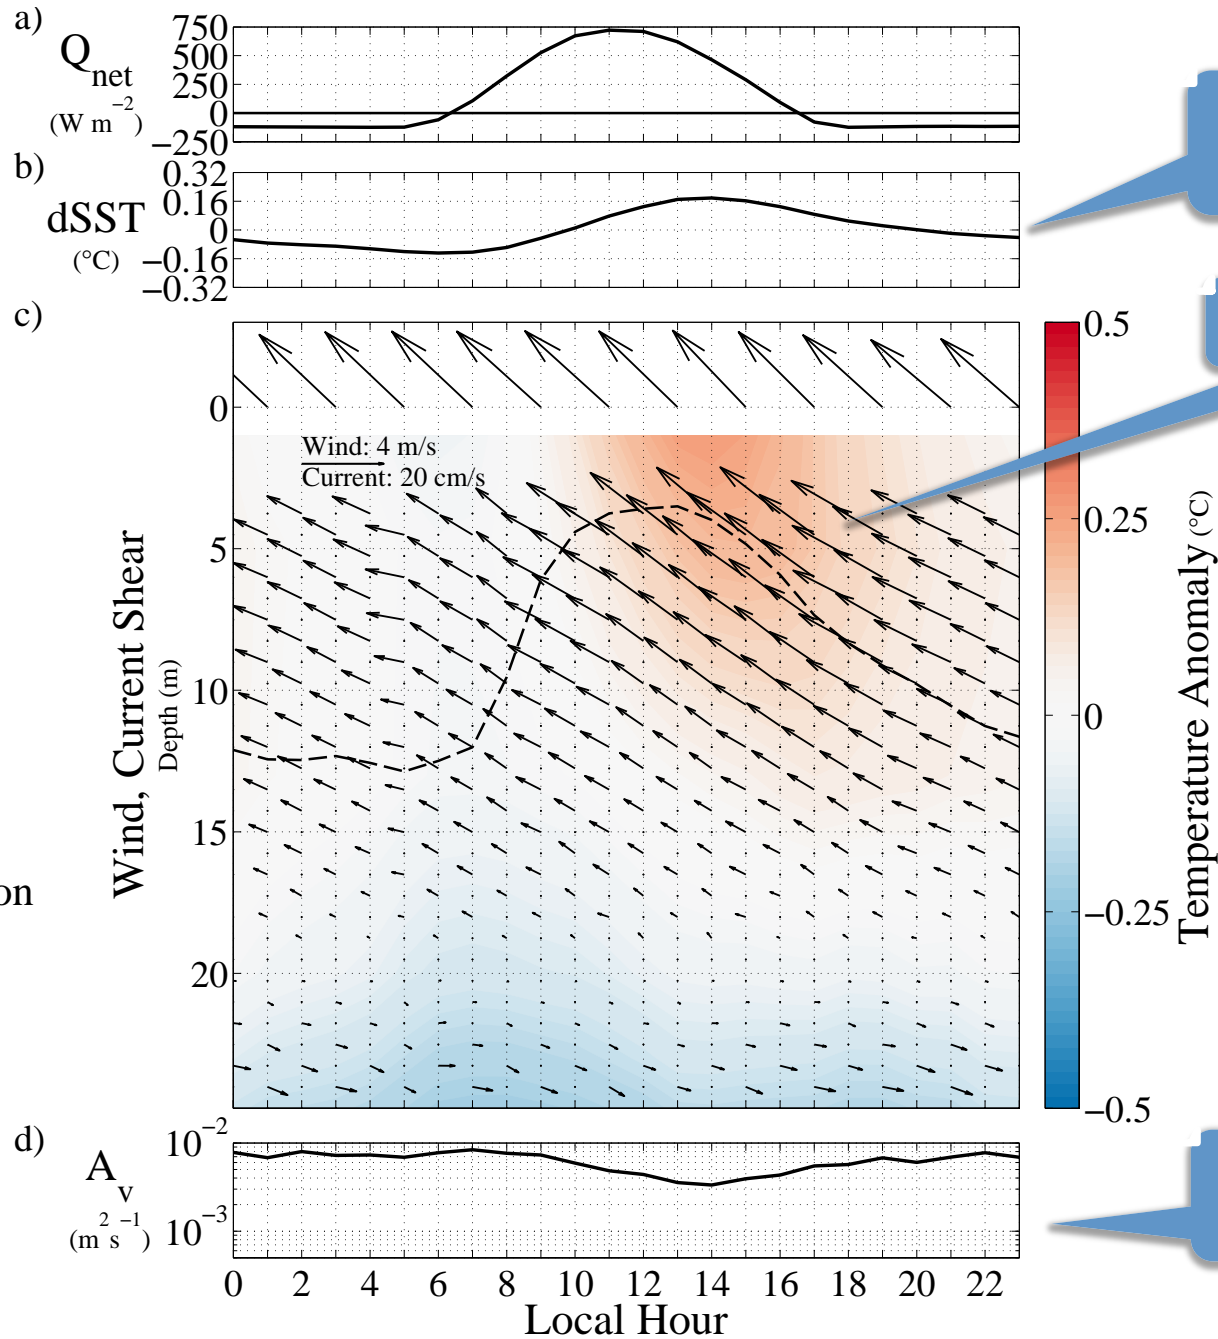 a)
Q
net
(W m⁻²)
750
500
250
0
−250
b)
dSST
(°C)
0.32
0.16
0
−0.16
−0.32
c)
0
Wind: 4 m/s
Current: 20 cm/s
5
10
15
20
Wind, Current Shear
Depth (m)
on
0.5
0.25
0
−0.25
−0.5
Temperature Anomaly (°C)
d)
A
v
(m² s⁻¹)
10⁻²
10⁻³
0 2 4 6 8 10 12 14 16 18 20 22
Local Hour